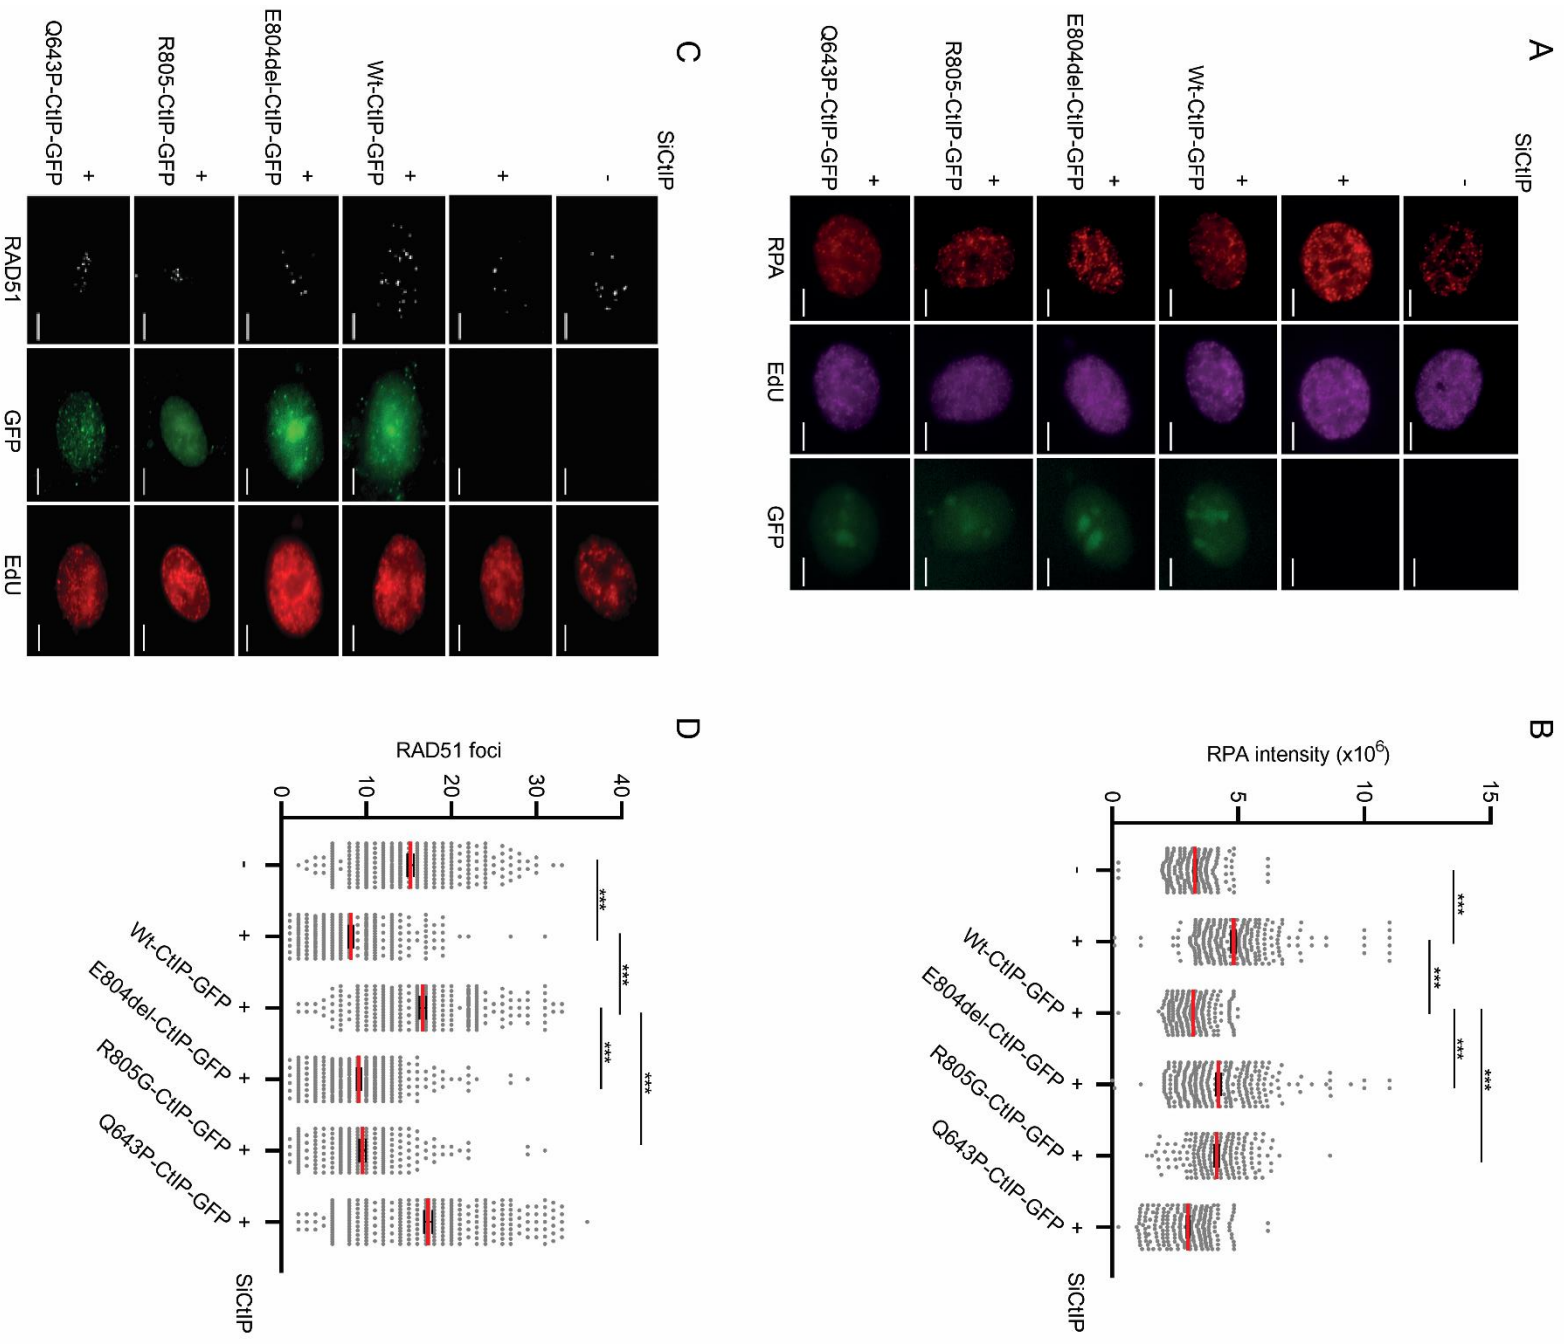 A
SiCtIP
-
+
Wt-CtIP-GFP +
E804del-CtIP-GFP +
R805-CtIP-GFP +
Q643P-CtIP-GFP +
RPA
EdU
GFP
B
RPA intensity (x10⁶)
0
5
10
15
***
***
***
***
-
+
Wt-CtIP-GFP +
E804del-CtIP-GFP +
R805G-CtIP-GFP +
Q643P-CtIP-GFP +
SiCtIP
C
SiCtIP
-
+
Wt-CtIP-GFP +
E804del-CtIP-GFP +
R805-CtIP-GFP +
Q643P-CtIP-GFP +
RAD51
GFP
EdU
D
RAD51 foci
0
10
20
30
40
***
***
***
***
-
+
Wt-CtIP-GFP +
E804del-CtIP-GFP +
R805G-CtIP-GFP +
Q643P-CtIP-GFP +
SiCtIP